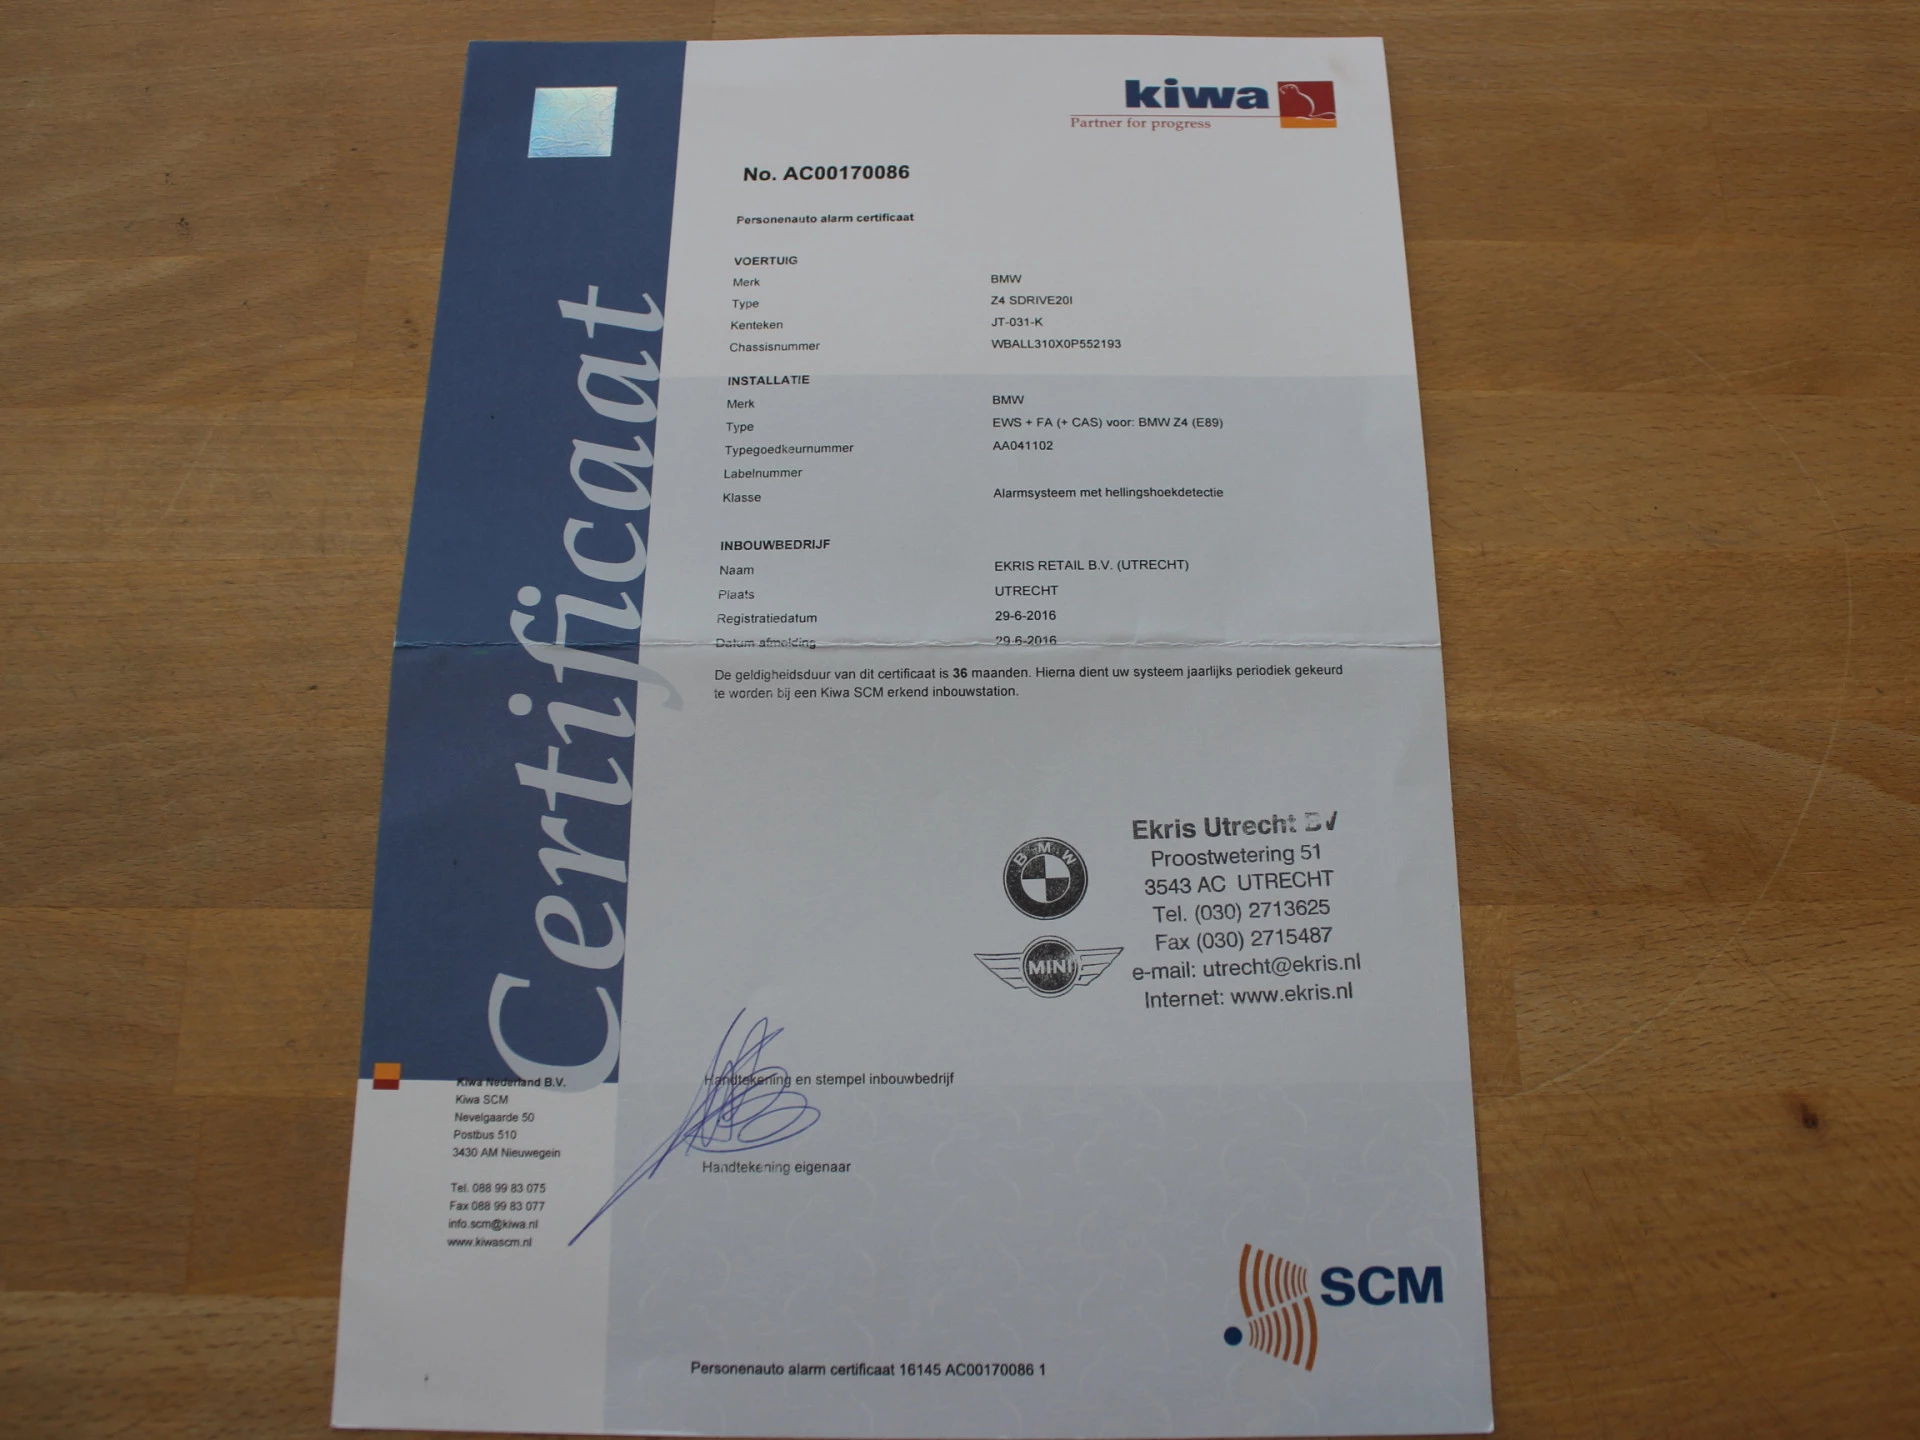 kiwa
Partner for progress
No. AC00170086
Personenauto alarm certificaat
VOERTUIG
Merk BMW
Type Z4 SDRIVE20I
Kenteken JT-031-K
Chassisnummer WBALL310X0P552193
INSTALLATIE
Merk BMW
Type EWS + FA (+ CAS) voor: BMW Z4 (E89)
Typegoedkeurnummer AA041102
Labelnummer
Klasse Alarmsysteem met hellingshoekdetectie
INBOUWBEDRIJF
Naam EKRIS RETAIL B.V. (UTRECHT)
Plaats UTRECHT
Registratiedatum 29-6-2016
Datum afmelding 29-6-2016
De geldigheidsduur van dit certificaat is 36 maanden. Hierna dient uw systeem jaarlijks periodiek gekeurd
te worden bij een Kiwa SCM erkend inbouwstation.
Certificaat
Ekris Utrecht BV
Proostwetering 51
3543 AC UTRECHT
Tel. (030) 2713625
Fax (030) 2715487
e-mail: utrecht@ekris.nl
Internet: www.ekris.nl
BMW
MINI
Handtekening en stempel inbouwbedrijf
Handtekening eigenaar
Kiwa Nederland B.V.
Kiwa SCM
Nevelgaarde 50
Postbus 510
3430 AM Nieuwegein
Tel. 088 99 83 075
Fax 088 99 83 077
info.scm@kiwa.nl
www.kiwascm.nl
SCM
Personenauto alarm certificaat 16145 AC00170086 1